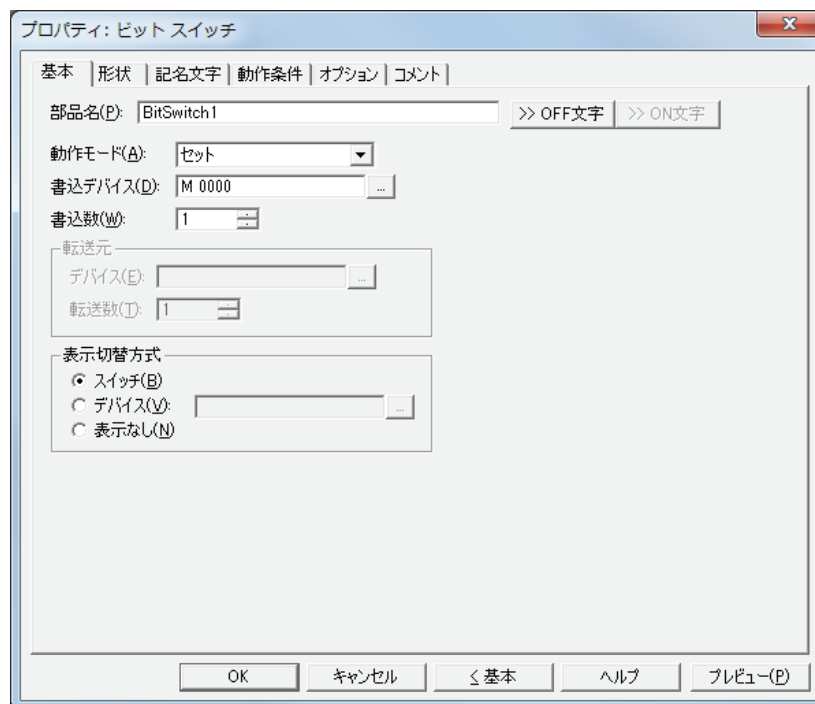 プロパティ: ビット スイッチ
基本 形状 記名文字 動作条件 オプション コメント
部品名(P): BitSwitch1 >> OFF文字 >> ON文字
動作モード(A): セット
書込デバイス(D): M 0000 ...
書込数(W): 1
転送元
デバイス(E): ...
転送数(T): 1
表示切替方式
スイッチ(B)
デバイス(V): ...
表示なし(N)
OK キャンセル ≤ 基本 ヘルプ プレビュー(P)